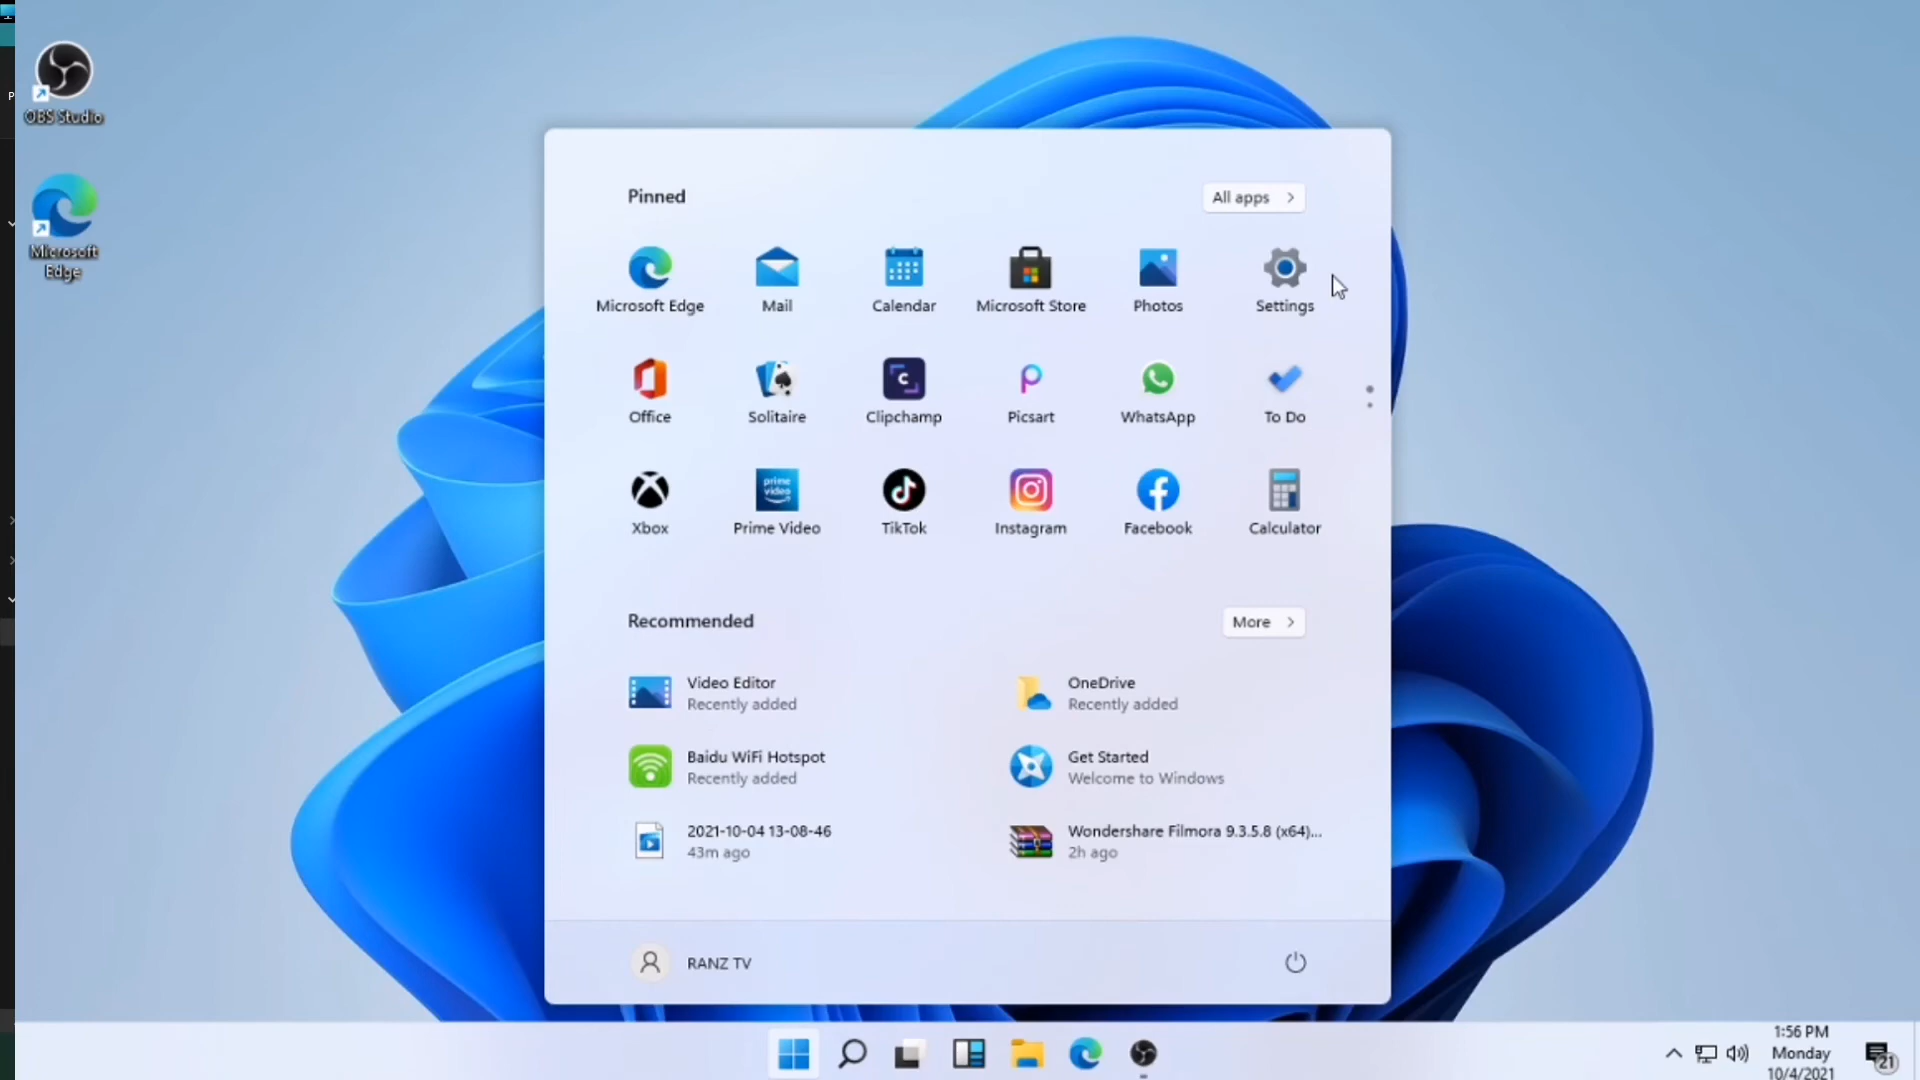 P
OBS Studio
Microsoft
Edge
Pinned
All apps
Microsoft Edge
Mail
Calendar
Microsoft Store
Photos
Settings
Office
Solitaire
Clipchamp
Picsart
WhatsApp
To Do
prime
video
Xbox
Prime Video
TikTok
Instagram
Facebook
Calculator
Recommended
More
Video Editor
Recently added
OneDrive
Recently added
Baidu WiFi Hotspot
Recently added
Get Started
Welcome to Windows
2021-10-04 13-08-46
43m ago
Wondershare Filmora 9.3.5.8 (x64)...
2h ago
RANZ TV
1:56 PM
Monday
10/4/2021
21